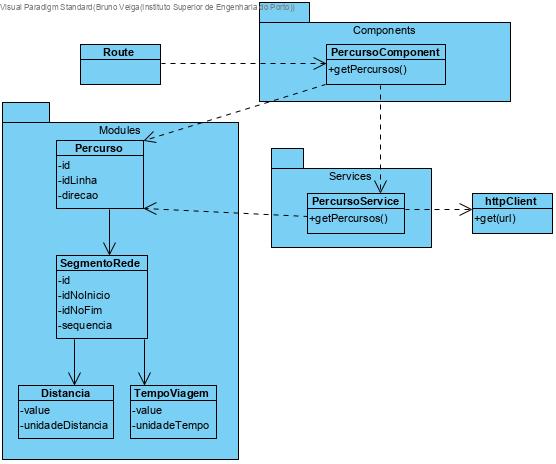 Visual Paradigm Standard(Bruno Veiga(Instituto Superior de Engenharia do Porto))
Components
Route
PercursoComponent
+getPercursos()
Modules
Percurso
-id
-idLinha
-direcao
Services
PercursoService
+getPercursos()
httpClient
+get(url)
SegmentoRede
-id
-idNoInicio
-idNoFim
-sequencia
Distancia
-value
-unidadeDistancia
TempoViagem
-value
-unidadeTempo